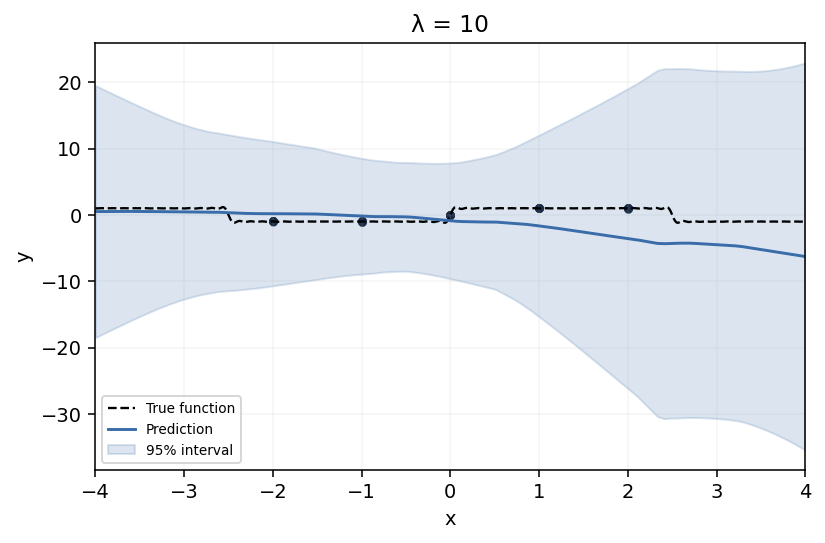 λ = 10
y
20
10
0
−10
−20
−30
True function
Prediction
95% interval
−4 −3 −2 −1 0 1 2 3 4
x